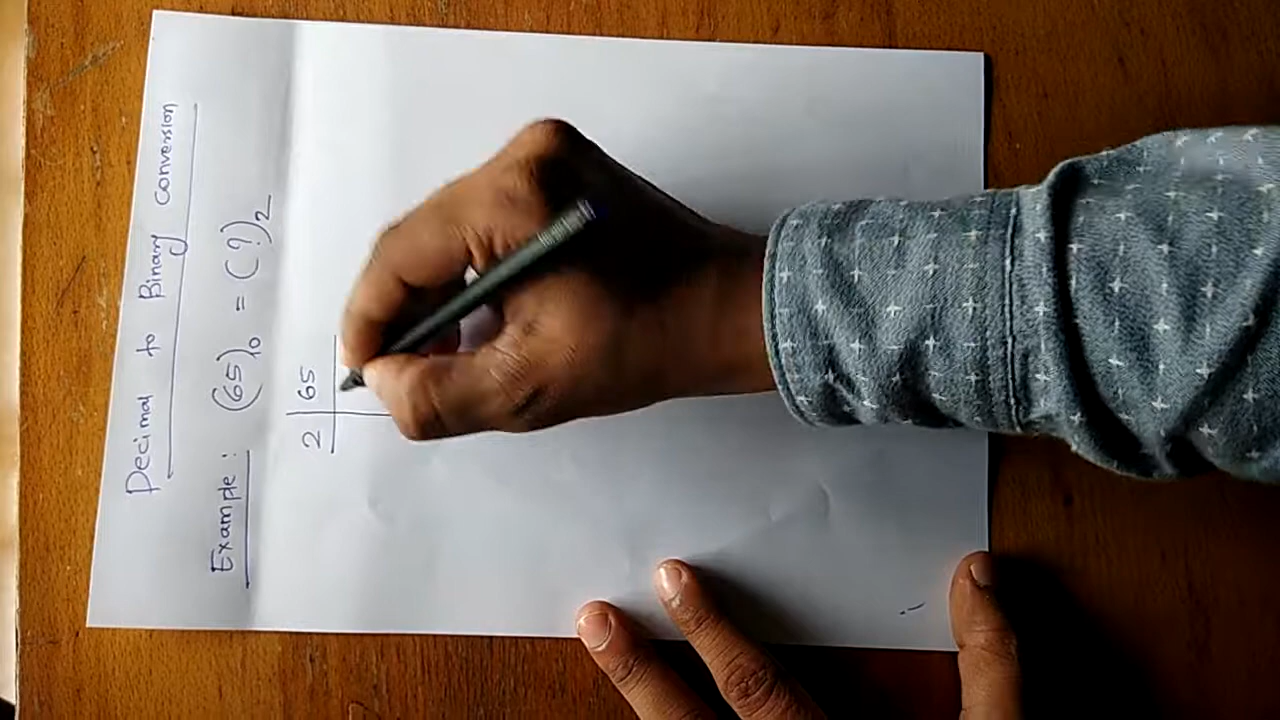 Decimal to Binary conversion
Example: (65)₁₀ = (?)₂
2 65